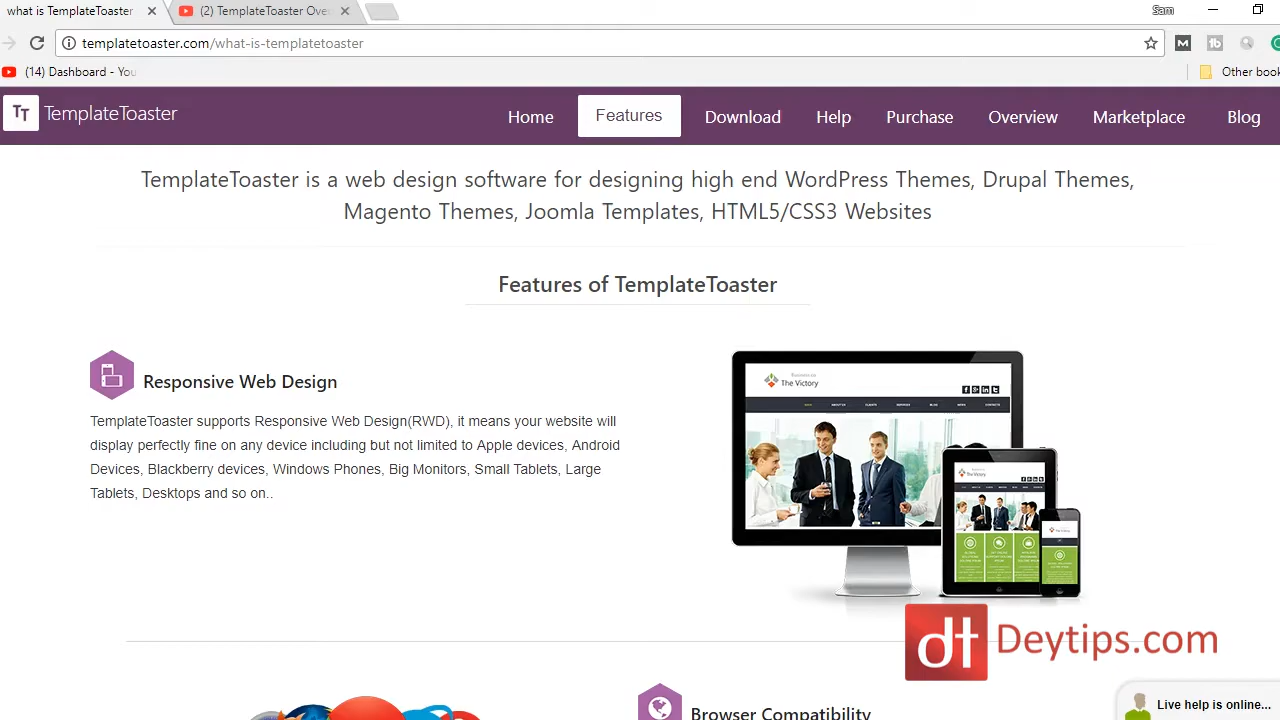 what is TemplateToaster
(2) TemplateToaster Ove
Sam
templatetoaster.com/what-is-templatetoaster
(14) Dashboard - You
Other book
TT TemplateToaster
Home
Features
Download
Help
Purchase
Overview
Marketplace
Blog
TemplateToaster is a web design software for designing high end WordPress Themes, Drupal Themes,
Magento Themes, Joomla Templates, HTML5/CSS3 Websites
Features of TemplateToaster
Responsive Web Design
TemplateToaster supports Responsive Web Design(RWD), it means your website will
display perfectly fine on any device including but not limited to Apple devices, Android
Devices, Blackberry devices, Windows Phones, Big Monitors, Small Tablets, Large
Tablets, Desktops and so on..
The Victory
The Victory
dt Deytips.com
Browser Compatibility
Live help is online...